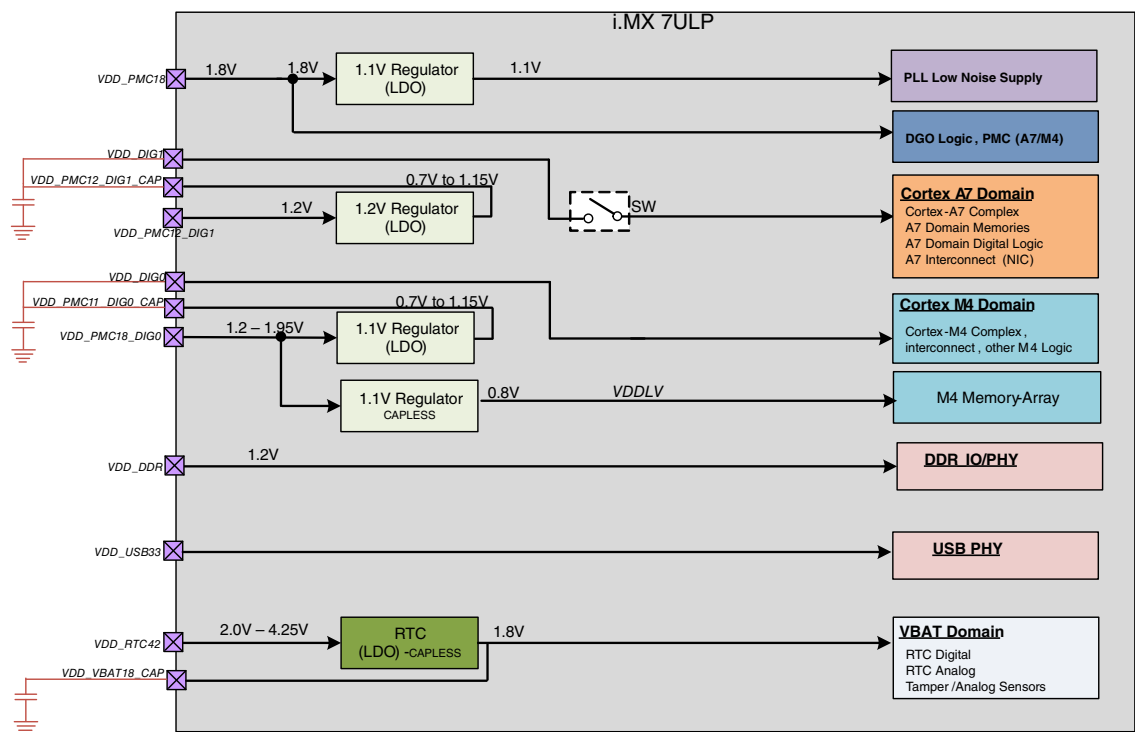 i.MX 7ULP
VDD_PMC18
1.8V
1.8V
1.1V Regulator
(LDO)
1.1V
PLL Low Noise Supply
DGO Logic , PMC (A7/M4)
VDD_DIG1
VDD_PMC12_DIG1_CAP
0.7V to 1.15V
1.2V
1.2V Regulator
(LDO)
VDD_PMC12_DIG1
SW
Cortex A7 Domain
Cortex-A7 Complex
A7 Domain Memories
A7 Domain Digital Logic
A7 Interconnect (NIC)
VDD_DIG0
VDD_PMC11_DIG0_CAP
0.7V to 1.15V
VDD_PMC18_DIG0
1.2 – 1.95V
1.1V Regulator
(LDO)
Cortex M4 Domain
Cortex-M4 Complex ,
interconnect , other M4 Logic
1.1V Regulator
CAPLESS
0.8V
VDDLV
M4 Memory-Array
VDD_DDR
1.2V
DDR IO/PHY
VDD_USB33
USB PHY
VDD_RTC42
2.0V – 4.25V
RTC
(LDO) -CAPLESS
1.8V
VBAT Domain
RTC Digital
RTC Analog
Tamper /Analog Sensors
VDD_VBAT18_CAP